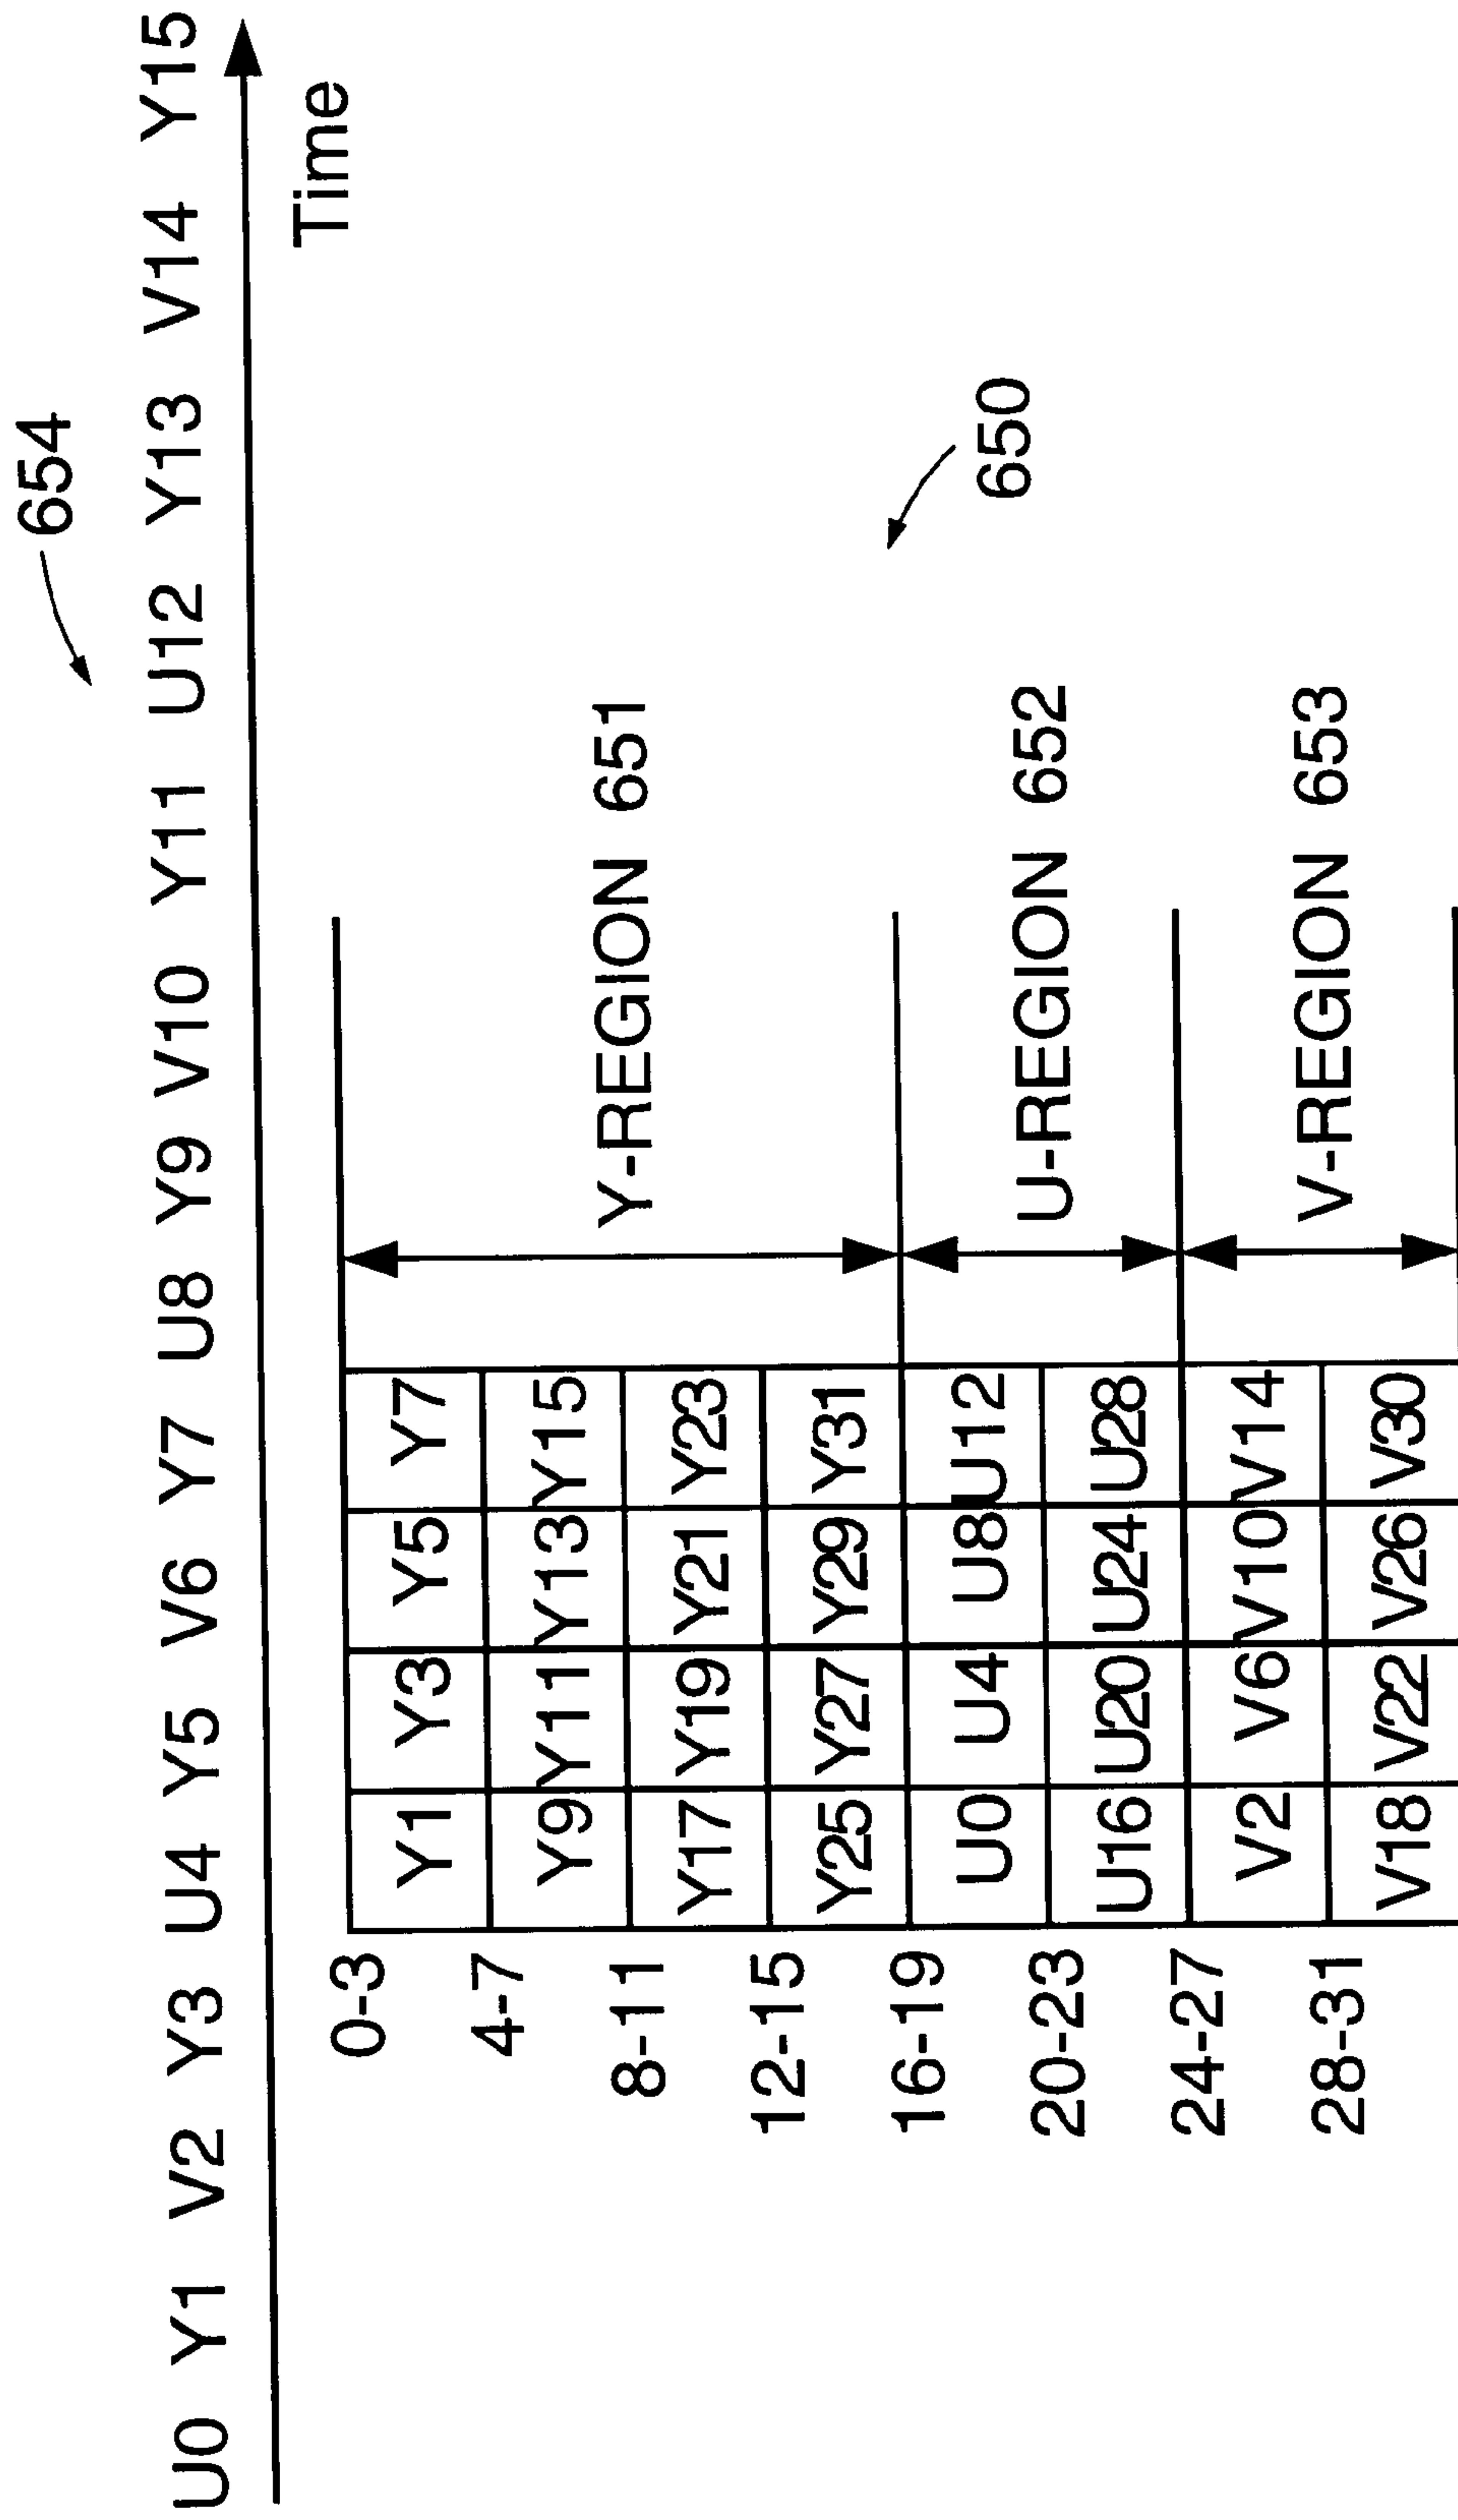 654
U0 Y1 V2 Y3 U4 Y5 V6 Y7 U8 Y9 V10 Y11 U12 Y13 V14 Y15
Time
0-3 Y1 Y3 Y5 Y7
4-7 Y9 Y11 Y13 Y15
Y-REGION 651
8-11 Y17 Y19 Y21 Y23
12-15 Y25 Y27 Y29 Y31
650
16-19 U0 U4 U8 U12
U-REGION 652
20-23 U16 U20 U24 U28
24-27 V2 V6 V10 V14
V-REGION 653
28-31 V18 V22 V26 V30